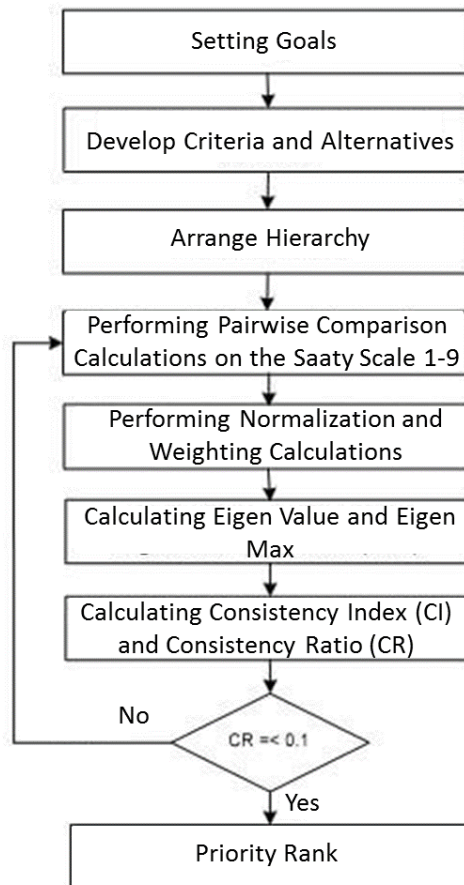 Setting Goals
Develop Criteria and Alternatives
Arrange Hierarchy
Performing Pairwise Comparison
Calculations on the Saaty Scale 1-9
Performing Normalization and
Weighting Calculations
Calculating Eigen Value and Eigen
Max
Calculating Consistency Index (CI)
and Consistency Ratio (CR)
No
CR =< 0.1
Yes
Priority Rank